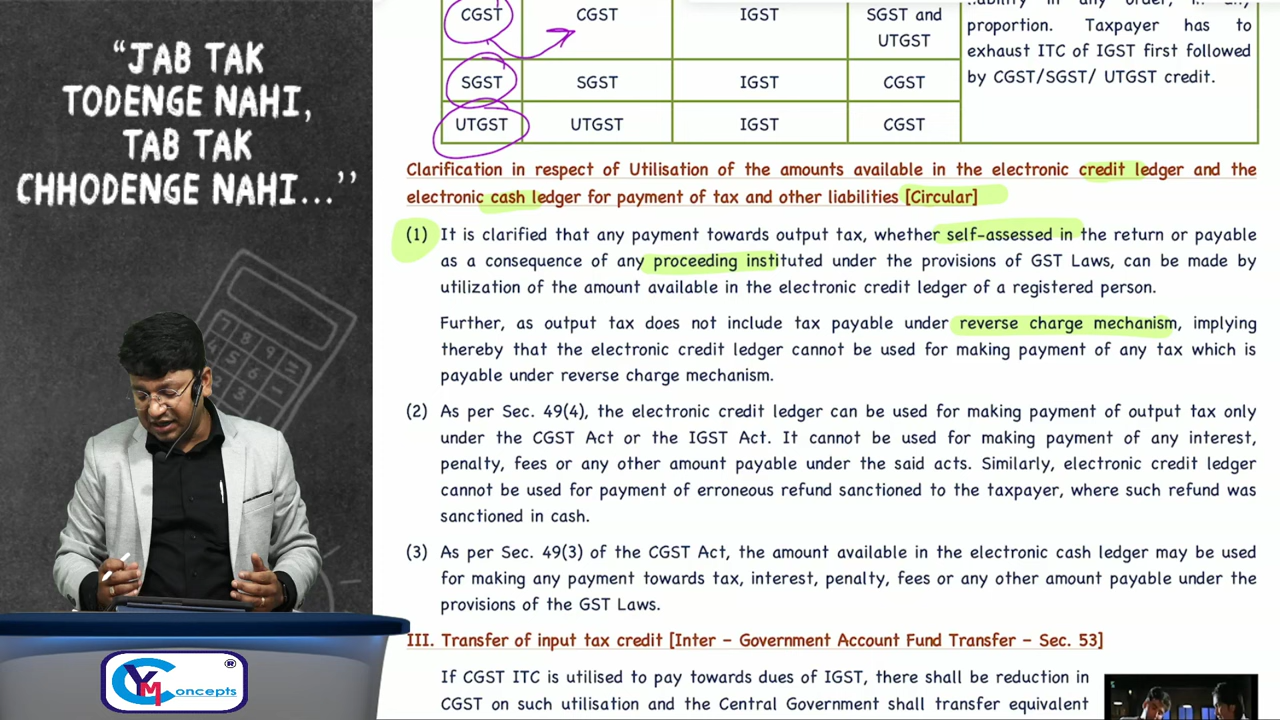 “JAB TAK
TODENGE NAHI,
TAB TAK
CHHODENGE NAHI...’’
liability in any order, in any
CGST CGST IGST SGST and UTGST
proportion. Taxpayer has to
exhaust ITC of IGST first followed
by CGST/SGST/ UTGST credit.
SGST SGST IGST CGST
UTGST UTGST IGST CGST
Clarification in respect of Utilisation of the amounts available in the electronic credit ledger and the
electronic cash ledger for payment of tax and other liabilities [Circular]
(1) It is clarified that any payment towards output tax, whether self-assessed in the return or payable
as a consequence of any proceeding instituted under the provisions of GST Laws, can be made by
utilization of the amount available in the electronic credit ledger of a registered person.
Further, as output tax does not include tax payable under reverse charge mechanism, implying
thereby that the electronic credit ledger cannot be used for making payment of any tax which is
payable under reverse charge mechanism.
(2) As per Sec. 49(4), the electronic credit ledger can be used for making payment of output tax only
under the CGST Act or the IGST Act. It cannot be used for making payment of any interest,
penalty, fees or any other amount payable under the said acts. Similarly, electronic credit ledger
cannot be used for payment of erroneous refund sanctioned to the taxpayer, where such refund was
sanctioned in cash.
(3) As per Sec. 49(3) of the CGST Act, the amount available in the electronic cash ledger may be used
for making any payment towards tax, interest, penalty, fees or any other amount payable under the
provisions of the GST Laws.
III. Transfer of input tax credit [Inter – Government Account Fund Transfer – Sec. 53]
If CGST ITC is utilised to pay towards dues of IGST, there shall be reduction in
CGST on such utilisation and the Central Government shall transfer equivalent
YM Concepts ®
7 8 9
4 5 6